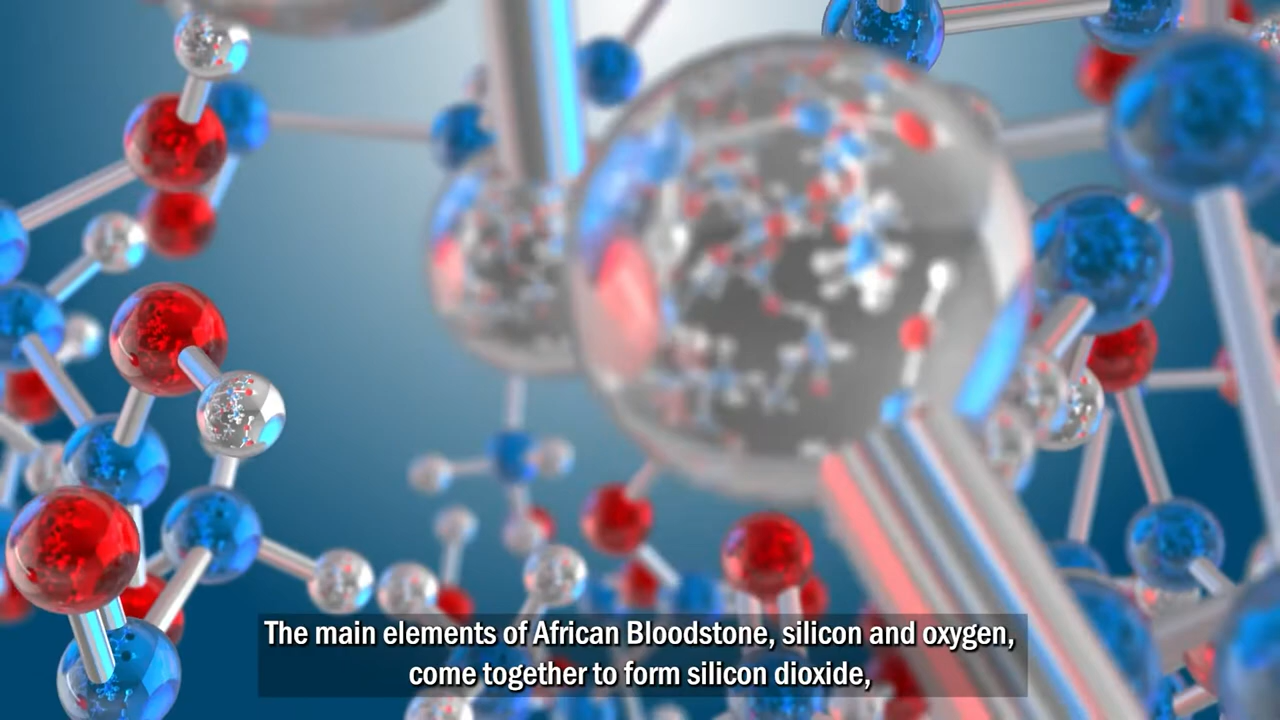 The main elements of African Bloodstone, silicon and oxygen,
come together to form silicon dioxide,